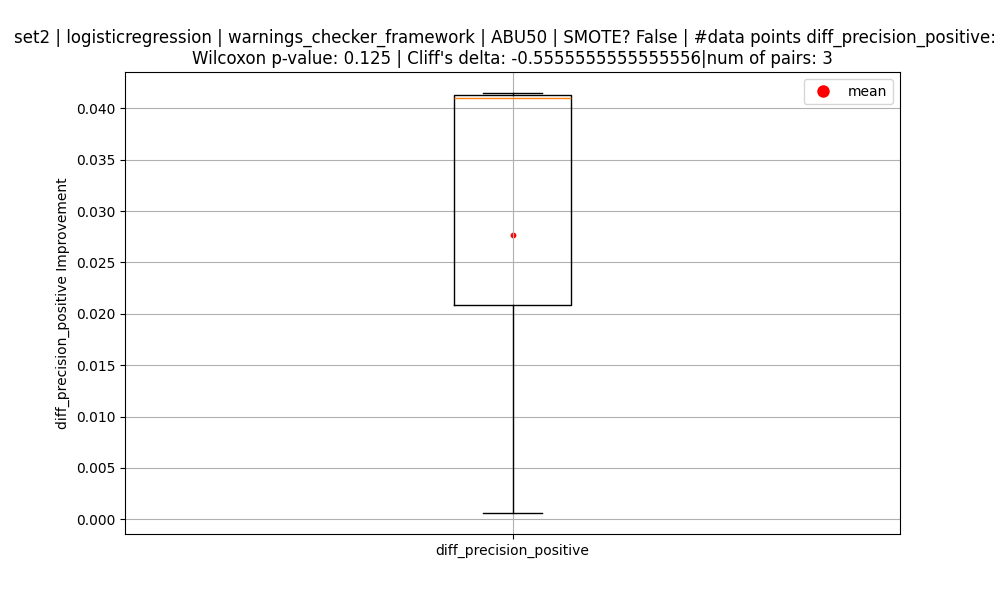 set2 | logisticregression | warnings_checker_framework | ABU50 | SMOTE? False | #data points diff_precision_positive:
Wilcoxon p-value: 0.125 | Cliff's delta: -0.5555555555555556|num of pairs: 3
mean
0.040
0.035
0.030
0.025
0.020
0.015
0.010
0.005
0.000
diff_precision_positive Improvement
diff_precision_positive